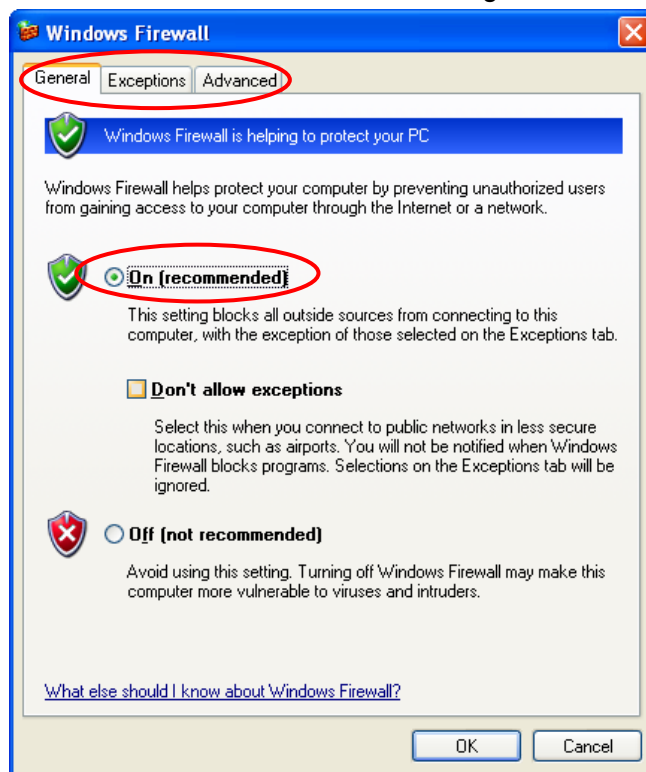 Windows Firewall
General Exceptions Advanced
Windows Firewall is helping to protect your PC
Windows Firewall helps protect your computer by preventing unauthorized users
from gaining access to your computer through the Internet or a network.
On (recommended)
This setting blocks all outside sources from connecting to this
computer, with the exception of those selected on the Exceptions tab.
Don't allow exceptions
Select this when you connect to public networks in less secure
locations, such as airports. You will not be notified when Windows
Firewall blocks programs. Selections on the Exceptions tab will be
ignored.
Off (not recommended)
Avoid using this setting. Turning off Windows Firewall may make this
computer more vulnerable to viruses and intruders.
What else should I know about Windows Firewall?
OK Cancel